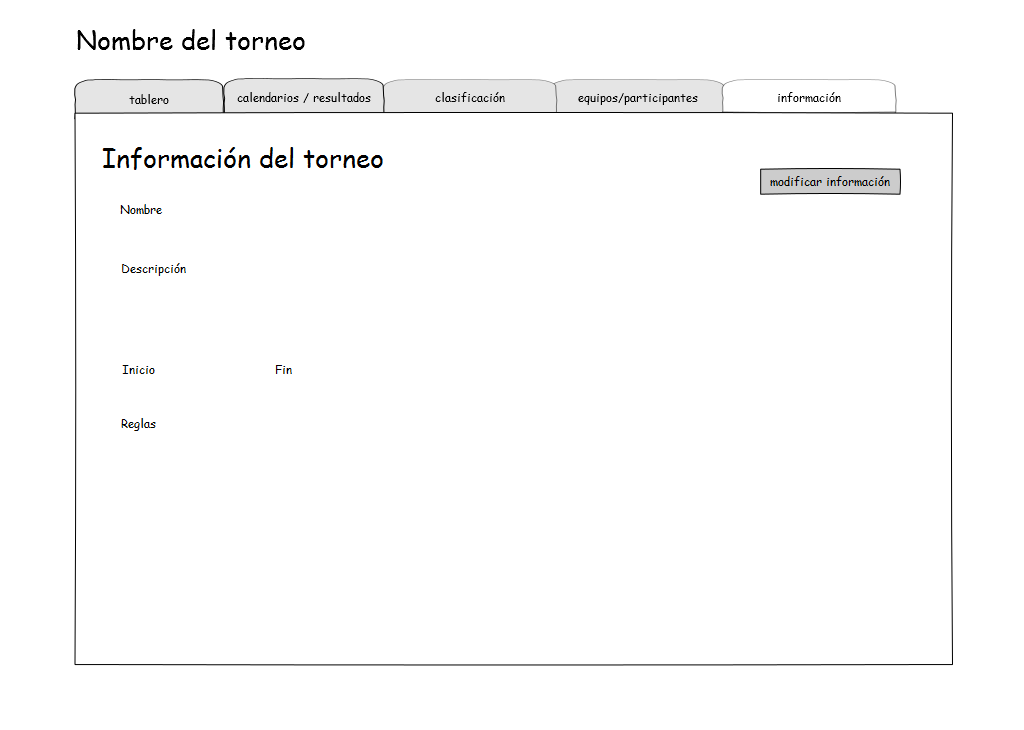 Nombre del torneo
tablero
calendarios / resultados
clasificación
equipos/participantes
información
Información del torneo
modificar información
Nombre
Descripción
Inicio
Fin
Reglas